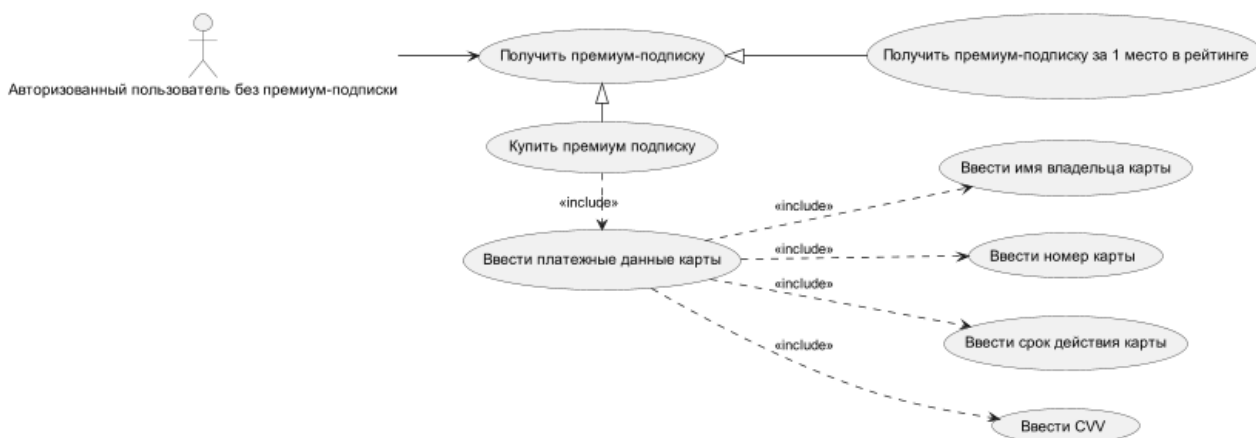 Получить премиум-подписку
Получить премиум-подписку за 1 место в рейтинге
Авторизованный пользователь без премиум-подписки
Купить премиум подписку
Ввести имя владельца карты
«include»
«include»
Ввести платежные данные карты
«include»
Ввести номер карты
«include»
Ввести срок действия карты
«include»
Ввести CVV